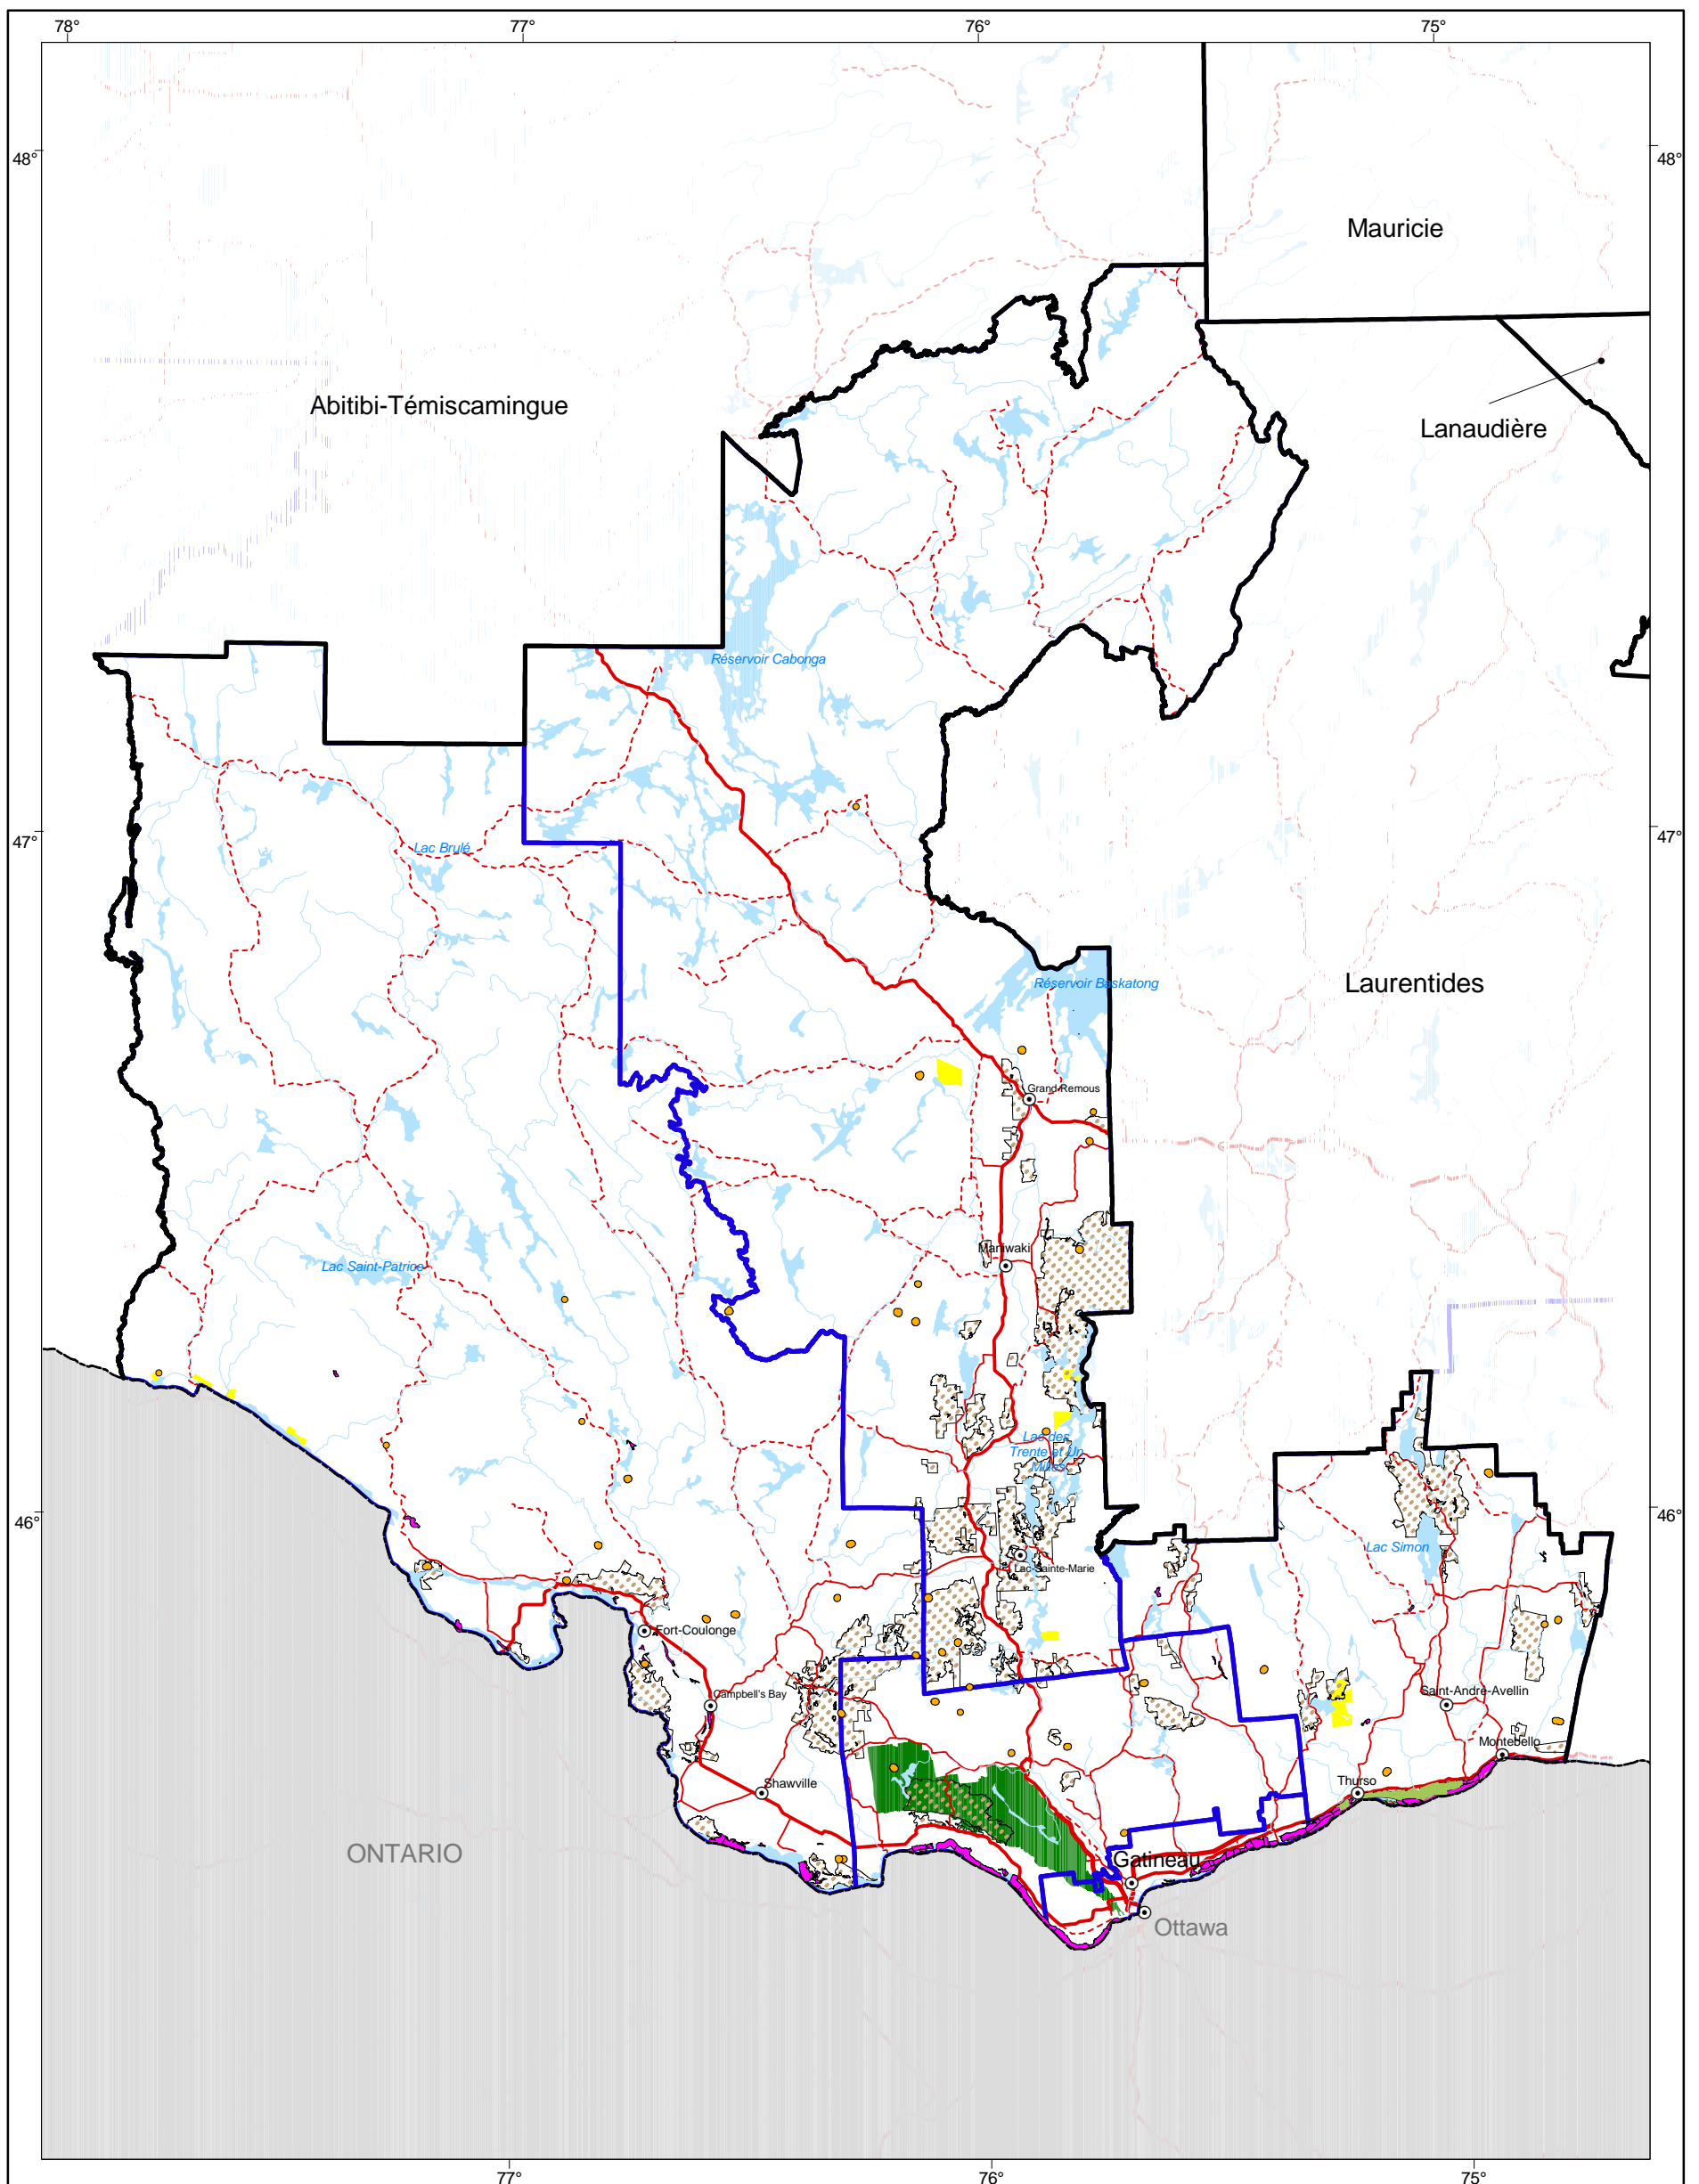 78°
77°
76°
75°
48°
48°
Mauricie
Abitibi-Témiscamingue
Lanaudière
Réservoir Cabonga
47°
47°
Lac Brulé
Réservoir Baskatong
Laurentides
Grand-Remous
Maniwaki
Lac Saint-Patrice
Lac des
Trente et Un
Milles
46°
46°
Lac Simon
Lac-Sainte-Marie
Fort-Coulonge
Campbell's Bay
Saint-André-Avellin
Montebello
Shawville
Thurso
ONTARIO
Gatineau
Ottawa
77°
76°
75°